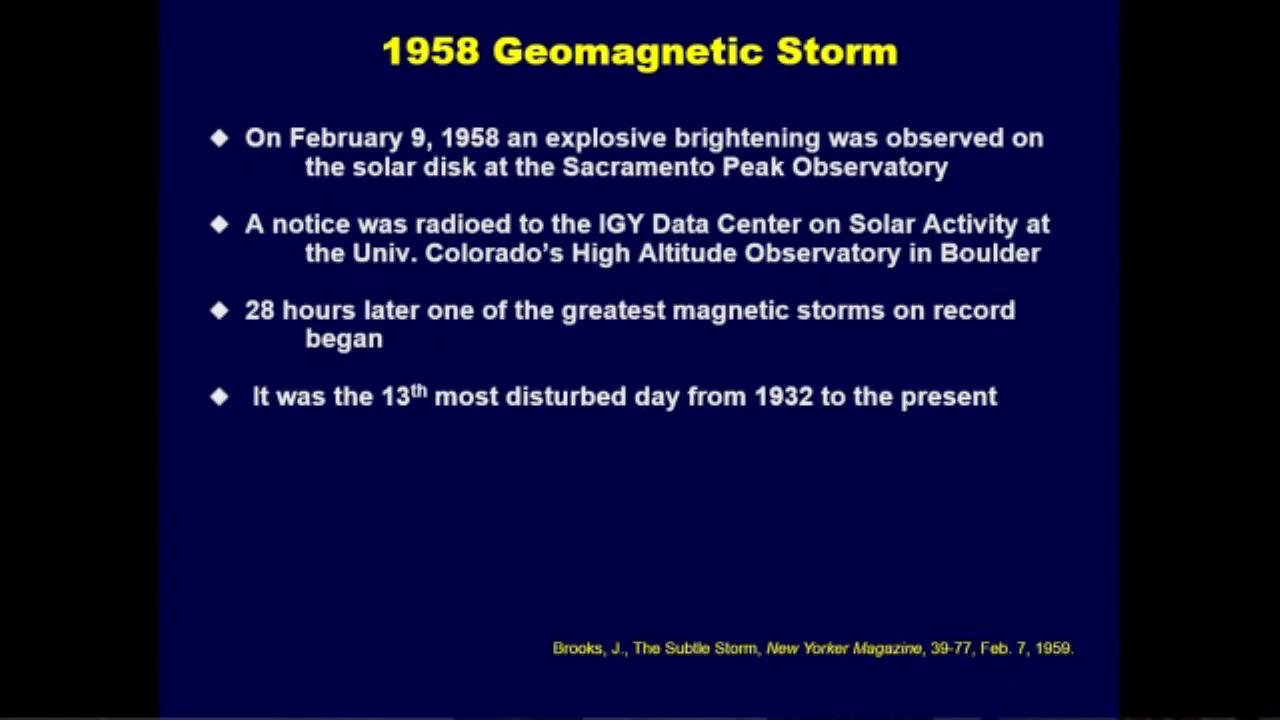 1958 Geomagnetic Storm
◆ On February 9, 1958 an explosive brightening was observed on
the solar disk at the Sacramento Peak Observatory
◆ A notice was radioed to the IGY Data Center on Solar Activity at
the Univ. Colorado’s High Altitude Observatory in Boulder
◆ 28 hours later one of the greatest magnetic storms on record
began
◆ It was the 13th most disturbed day from 1932 to the present
Brooks, J., The Subtle Storm, New Yorker Magazine, 39-77, Feb. 7, 1959.